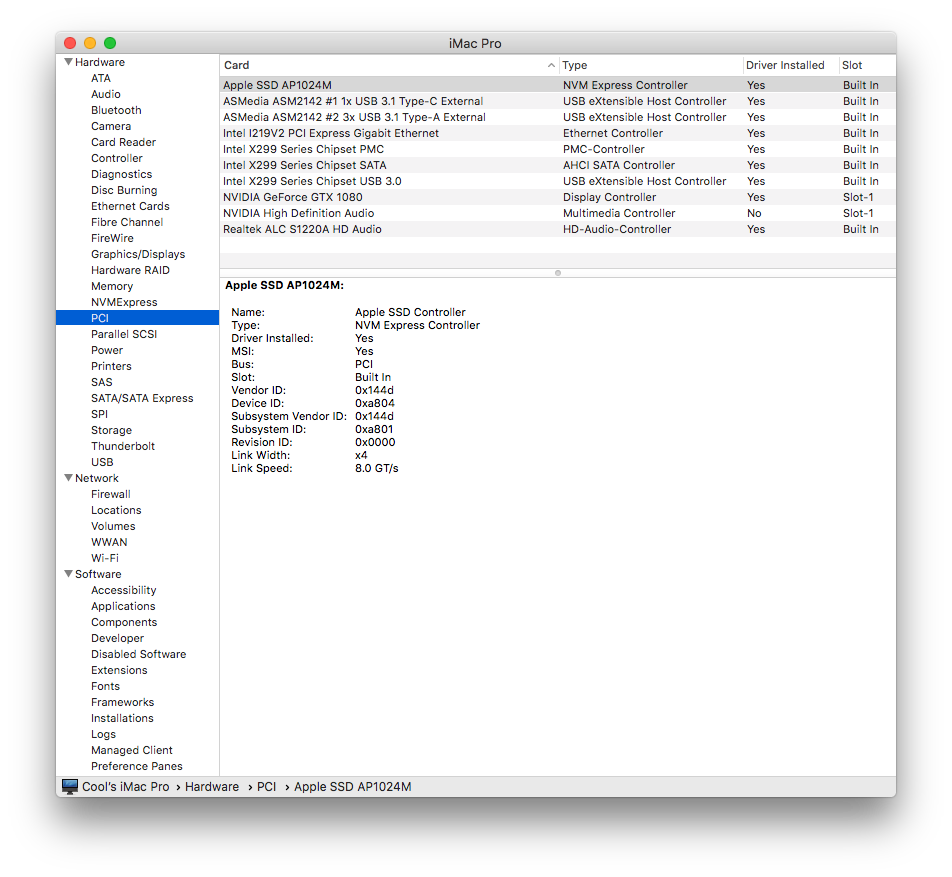 iMac Pro
Hardware
ATA
Audio
Bluetooth
Camera
Card Reader
Controller
Diagnostics
Disc Burning
Ethernet Cards
Fibre Channel
FireWire
Graphics/Displays
Hardware RAID
Memory
NVMExpress
PCI
Parallel SCSI
Power
Printers
SAS
SATA/SATA Express
SPI
Storage
Thunderbolt
USB
Network
Firewall
Locations
Volumes
WWAN
Wi-Fi
Software
Accessibility
Applications
Components
Developer
Disabled Software
Extensions
Fonts
Frameworks
Installations
Logs
Managed Client
Preference Panes
Card Type Driver Installed Slot
Apple SSD AP1024M NVM Express Controller Yes Built In
ASMedia ASM2142 #1 1x USB 3.1 Type-C External USB eXtensible Host Controller Yes Built In
ASMedia ASM2142 #2 3x USB 3.1 Type-A External USB eXtensible Host Controller Yes Built In
Intel I219V2 PCI Express Gigabit Ethernet Ethernet Controller Yes Built In
Intel X299 Series Chipset PMC PMC-Controller Yes Built In
Intel X299 Series Chipset SATA AHCI SATA Controller Yes Built In
Intel X299 Series Chipset USB 3.0 USB eXtensible Host Controller Yes Built In
NVIDIA GeForce GTX 1080 Display Controller Yes Slot-1
NVIDIA High Definition Audio Multimedia Controller No Slot-1
Realtek ALC S1220A HD Audio HD-Audio-Controller Yes Built In
Apple SSD AP1024M:
Name: Apple SSD Controller
Type: NVM Express Controller
Driver Installed: Yes
MSI: Yes
Bus: PCI
Slot: Built In
Vendor ID: 0x144d
Device ID: 0xa804
Subsystem Vendor ID: 0x144d
Subsystem ID: 0xa801
Revision ID: 0x0000
Link Width: x4
Link Speed: 8.0 GT/s
Cool's iMac Pro › Hardware › PCI › Apple SSD AP1024M